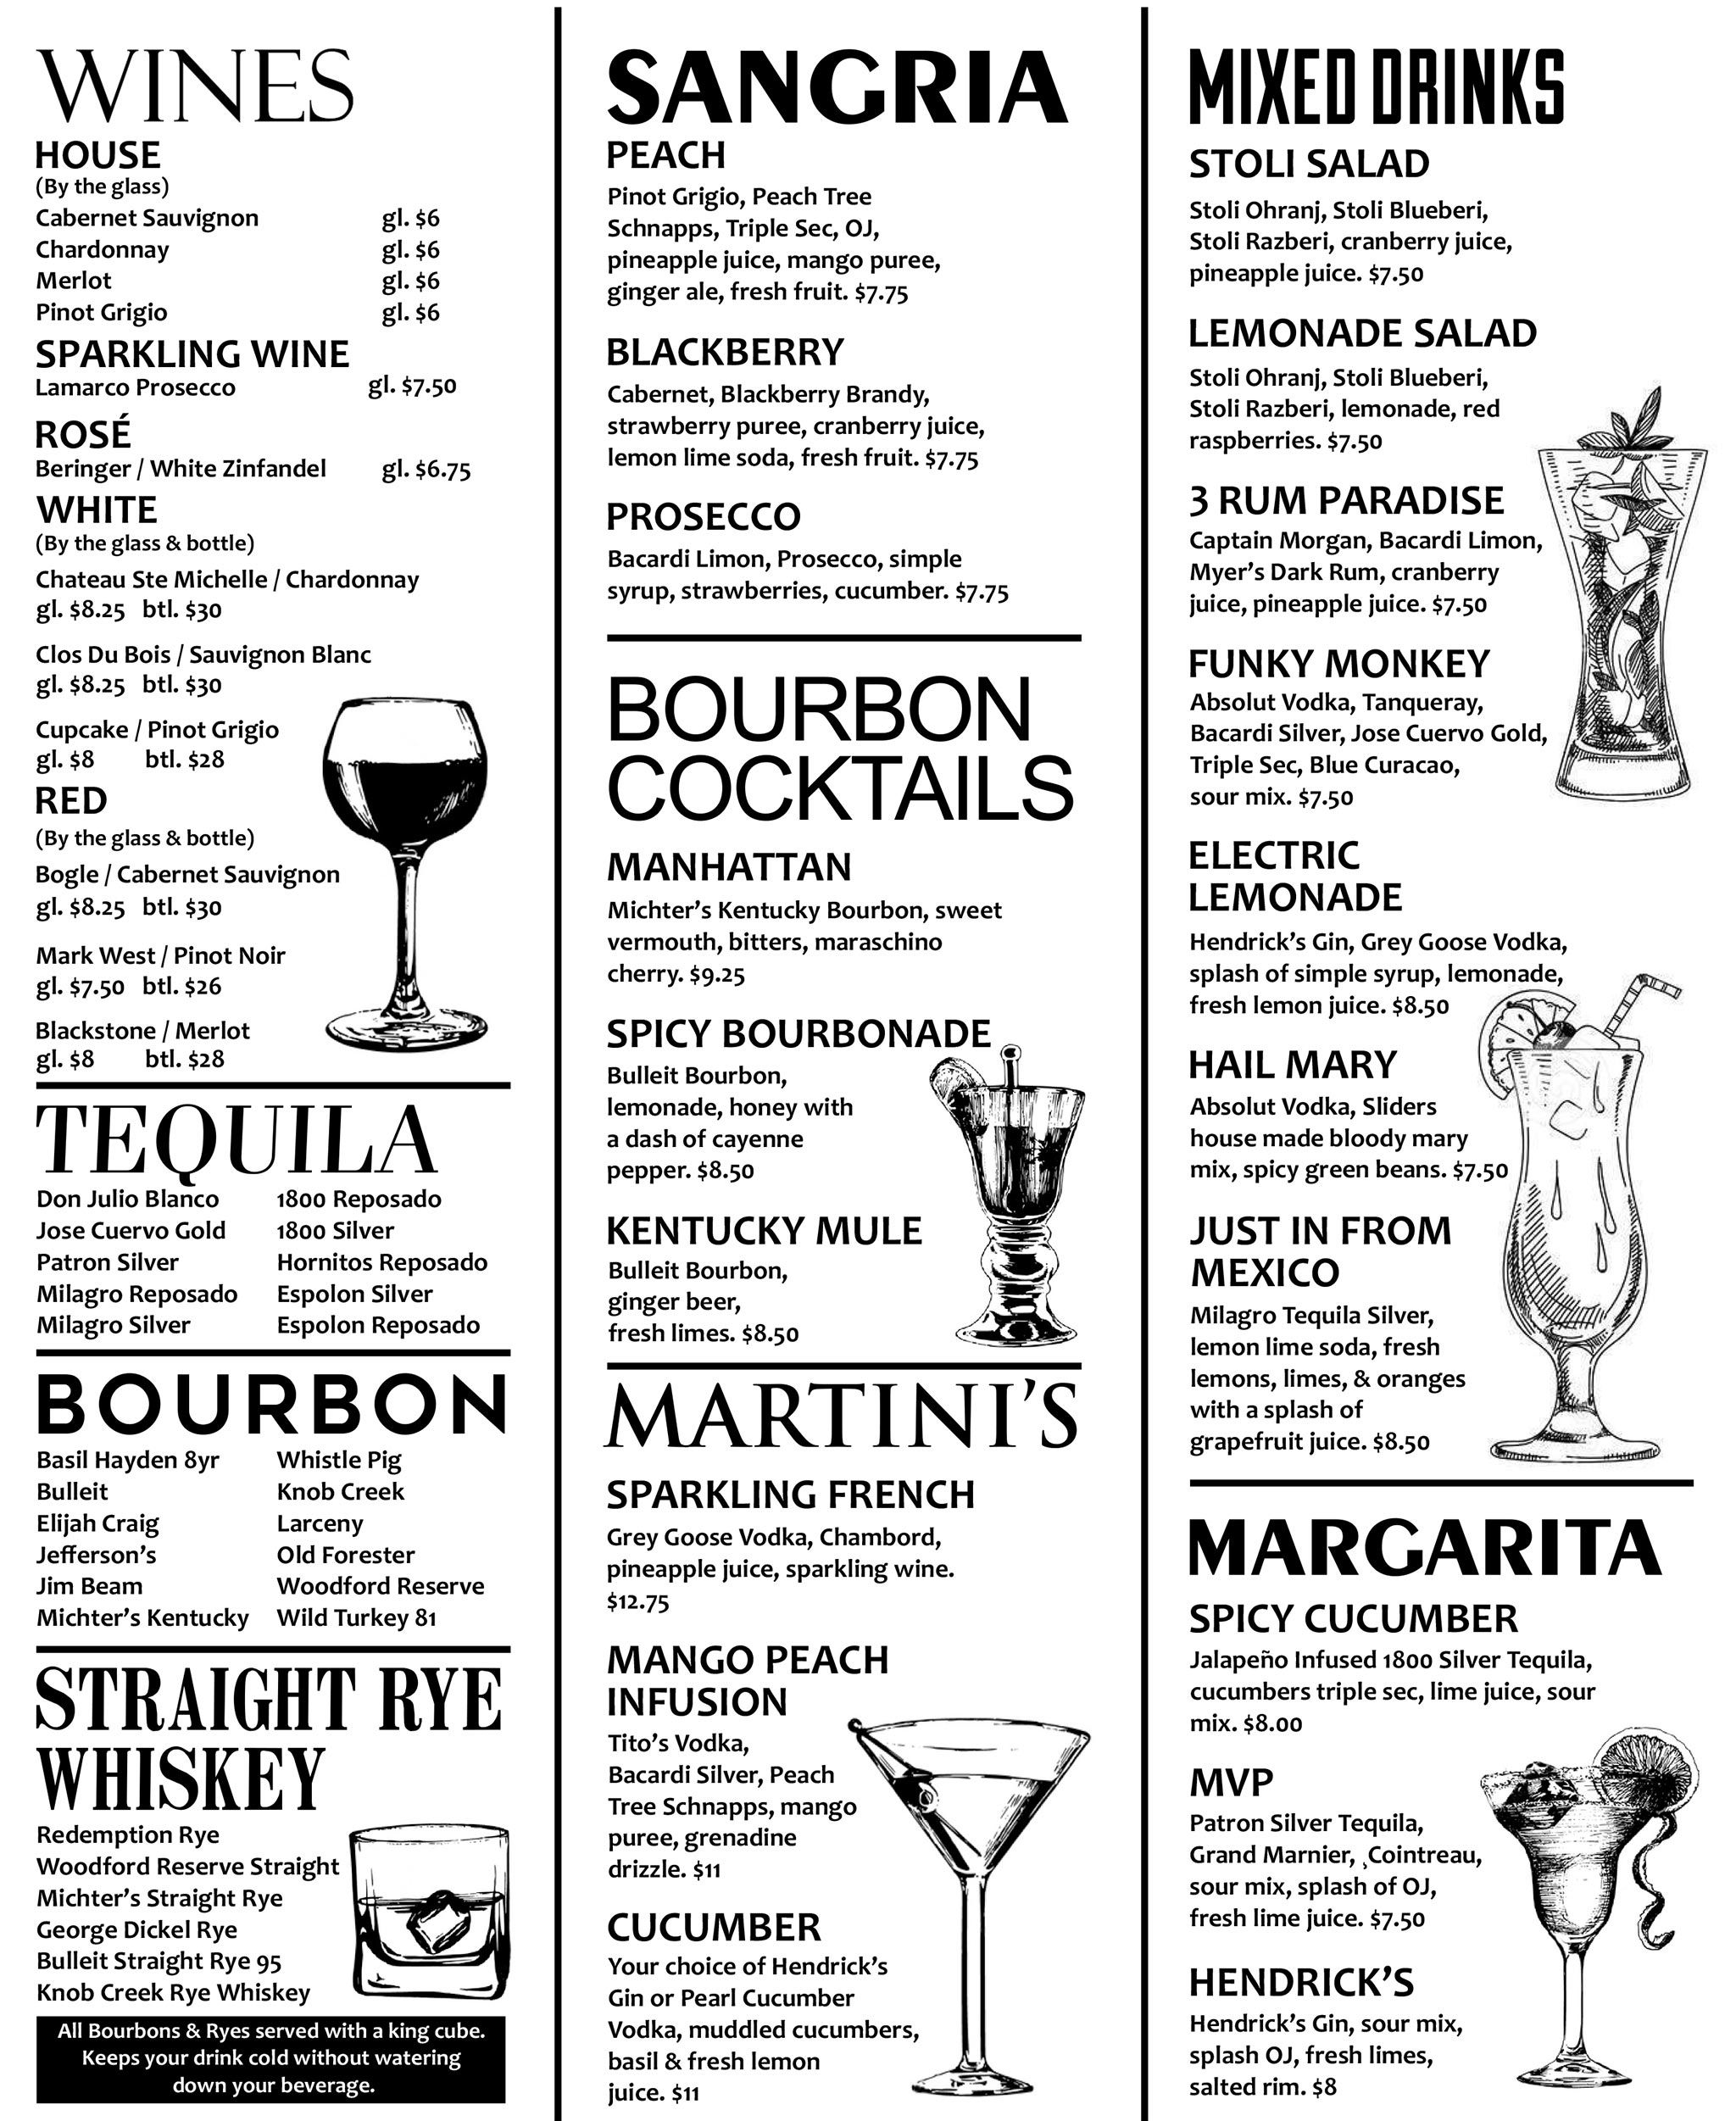 WINES
HOUSE
(By the glass)
Cabernet Sauvignon gl. $6
Chardonnay gl. $6
Merlot gl. $6
Pinot Grigio gl. $6
SPARKLING WINE
Lamarco Prosecco gl. $7.50
ROSÉ
Beringer / White Zinfandel gl. $6.75
WHITE
(By the glass & bottle)
Chateau Ste Michelle / Chardonnay
gl. $8.25 btl. $30
Clos Du Bois / Sauvignon Blanc
gl. $8.25 btl. $30
Cupcake / Pinot Grigio
gl. $8 btl. $28
RED
(By the glass & bottle)
Bogle / Cabernet Sauvignon
gl. $8.25 btl. $30
Mark West / Pinot Noir
gl. $7.50 btl. $26
Blackstone / Merlot
gl. $8 btl. $28
TEQUILA
Don Julio Blanco 1800 Reposado
Jose Cuervo Gold 1800 Silver
Patron Silver Hornitos Reposado
Milagro Reposado Espolon Silver
Milagro Silver Espolon Reposado
BOURBON
Basil Hayden 8yr Whistle Pig
Bulleit Knob Creek
Elijah Craig Larceny
Jefferson's Old Forester
Jim Beam Woodford Reserve
Michter's Kentucky Wild Turkey 81
STRAIGHT RYE
WHISKEY
Redemption Rye
Woodford Reserve Straight
Michter's Straight Rye
George Dickel Rye
Bulleit Straight Rye 95
Knob Creek Rye Whiskey
All Bourbons & Ryes served with a king cube.
Keeps your drink cold without watering
down your beverage.
SANGRIA
PEACH
Pinot Grigio, Peach Tree
Schnapps, Triple Sec, OJ,
pineapple juice, mango puree,
ginger ale, fresh fruit. $7.75
BLACKBERRY
Cabernet, Blackberry Brandy,
strawberry puree, cranberry juice,
lemon lime soda, fresh fruit. $7.75
PROSECCO
Bacardi Limon, Prosecco, simple
syrup, strawberries, cucumber. $7.75
BOURBON
COCKTAILS
MANHATTAN
Michter's Kentucky Bourbon, sweet
vermouth, bitters, maraschino
cherry. $9.25
SPICY BOURBONADE
Bulleit Bourbon,
lemonade, honey with
a dash of cayenne
pepper. $8.50
KENTUCKY MULE
Bulleit Bourbon,
ginger beer,
fresh limes. $8.50
MARTINI'S
SPARKLING FRENCH
Grey Goose Vodka, Chambord,
pineapple juice, sparkling wine.
$12.75
MANGO PEACH
INFUSION
Tito's Vodka,
Bacardi Silver, Peach
Tree Schnapps, mango
puree, grenadine
drizzle. $11
CUCUMBER
Your choice of Hendrick's
Gin or Pearl Cucumber
Vodka, muddled cucumbers,
basil & fresh lemon
juice. $11
MIXED DRINKS
STOLI SALAD
Stoli Ohranj, Stoli Blueberi,
Stoli Razberi, cranberry juice,
pineapple juice. $7.50
LEMONADE SALAD
Stoli Ohranj, Stoli Blueberi,
Stoli Razberi, lemonade, red
raspberries. $7.50
3 RUM PARADISE
Captain Morgan, Bacardi Limon,
Myer's Dark Rum, cranberry
juice, pineapple juice. $7.50
FUNKY MONKEY
Absolut Vodka, Tanqueray,
Bacardi Silver, Jose Cuervo Gold,
Triple Sec, Blue Curacao,
sour mix. $7.50
ELECTRIC
LEMONADE
Hendrick's Gin, Grey Goose Vodka,
splash of simple syrup, lemonade,
fresh lemon juice. $8.50
HAIL MARY
Absolut Vodka, Sliders
house made bloody mary
mix, spicy green beans. $7.50
JUST IN FROM
MEXICO
Milagro Tequila Silver,
lemon lime soda, fresh
lemons, limes, & oranges
with a splash of
grapefruit juice. $8.50
MARGARITA
SPICY CUCUMBER
Jalapeño Infused 1800 Silver Tequila,
cucumbers triple sec, lime juice, sour
mix. $8.00
MVP
Patron Silver Tequila,
Grand Marnier, ¸Cointreau,
sour mix, splash of OJ,
fresh lime juice. $7.50
HENDRICK'S
Hendrick's Gin, sour mix,
splash OJ, fresh limes,
salted rim. $8